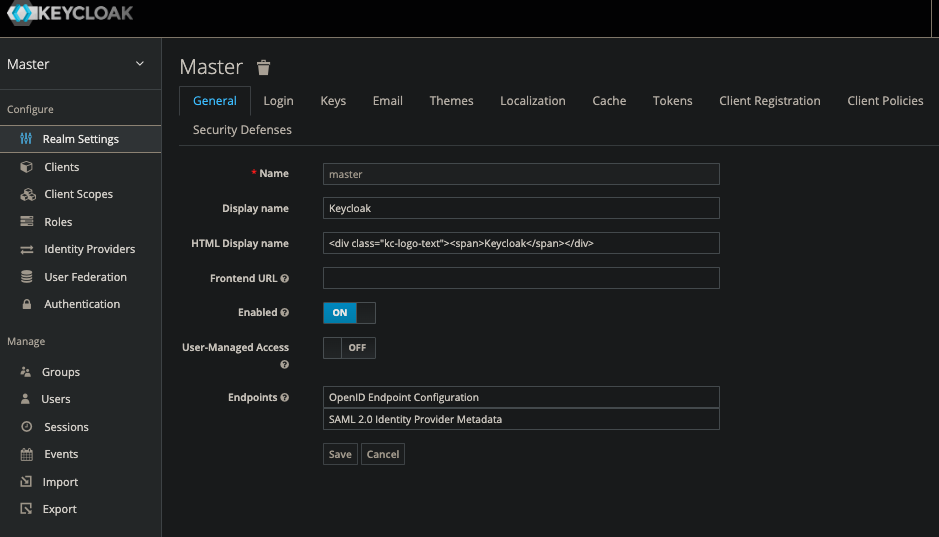 KEYCLOAK
Master
Configure
Realm Settings
Clients
Client Scopes
Roles
Identity Providers
User Federation
Authentication
Manage
Groups
Users
Sessions
Events
Import
Export
Master
General Login Keys Email Themes Localization Cache Tokens Client Registration Client Policies
Security Defenses
* Name master
Display name Keycloak
HTML Display name <div class="kc-logo-text"><span>Keycloak</span></div>
Frontend URL
Enabled ON
User-Managed Access OFF
Endpoints OpenID Endpoint Configuration
SAML 2.0 Identity Provider Metadata
Save Cancel